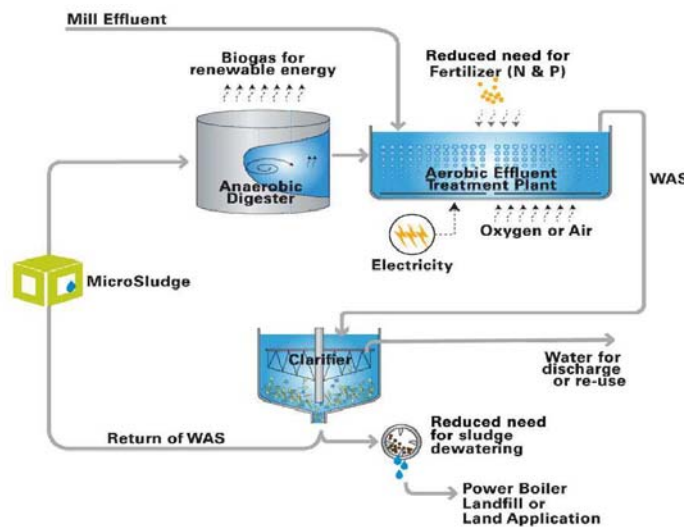 Mill Effluent
Biogas for
renewable energy
Reduced need for
Fertilizer (N & P)
Anaerobic
Digester
Aerobic Effluent
Treatment Plant
WAS
Oxygen or Air
Electricity
MicroSludge
Clarifier
Water for
discharge
or re-use
Return of WAS
Reduced need
for sludge
dewatering
Power Boiler
Landfill or
Land Application